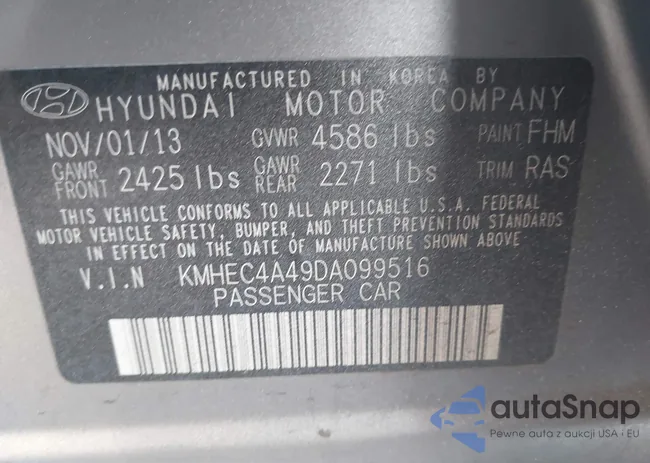 MANUFACTURED IN KOREA BY
HYUNDAI MOTOR COMPANY
NOV/01/13 GVWR 4586 lbs PAINT FHM
GAWR FRONT 2425 lbs GAWR REAR 2271 lbs TRIM RAS
THIS VEHICLE CONFORMS TO ALL APPLICABLE U.S.A. FEDERAL
MOTOR VEHICLE SAFETY, BUMPER, AND THEFT PREVENTION STANDARDS
IN EFFECT ON THE DATE OF MANUFACTURE SHOWN ABOVE
V.I.N KMHEC4A49DA099516
PASSENGER CAR
autoSnap
Pewne auta z aukcji USA - EU